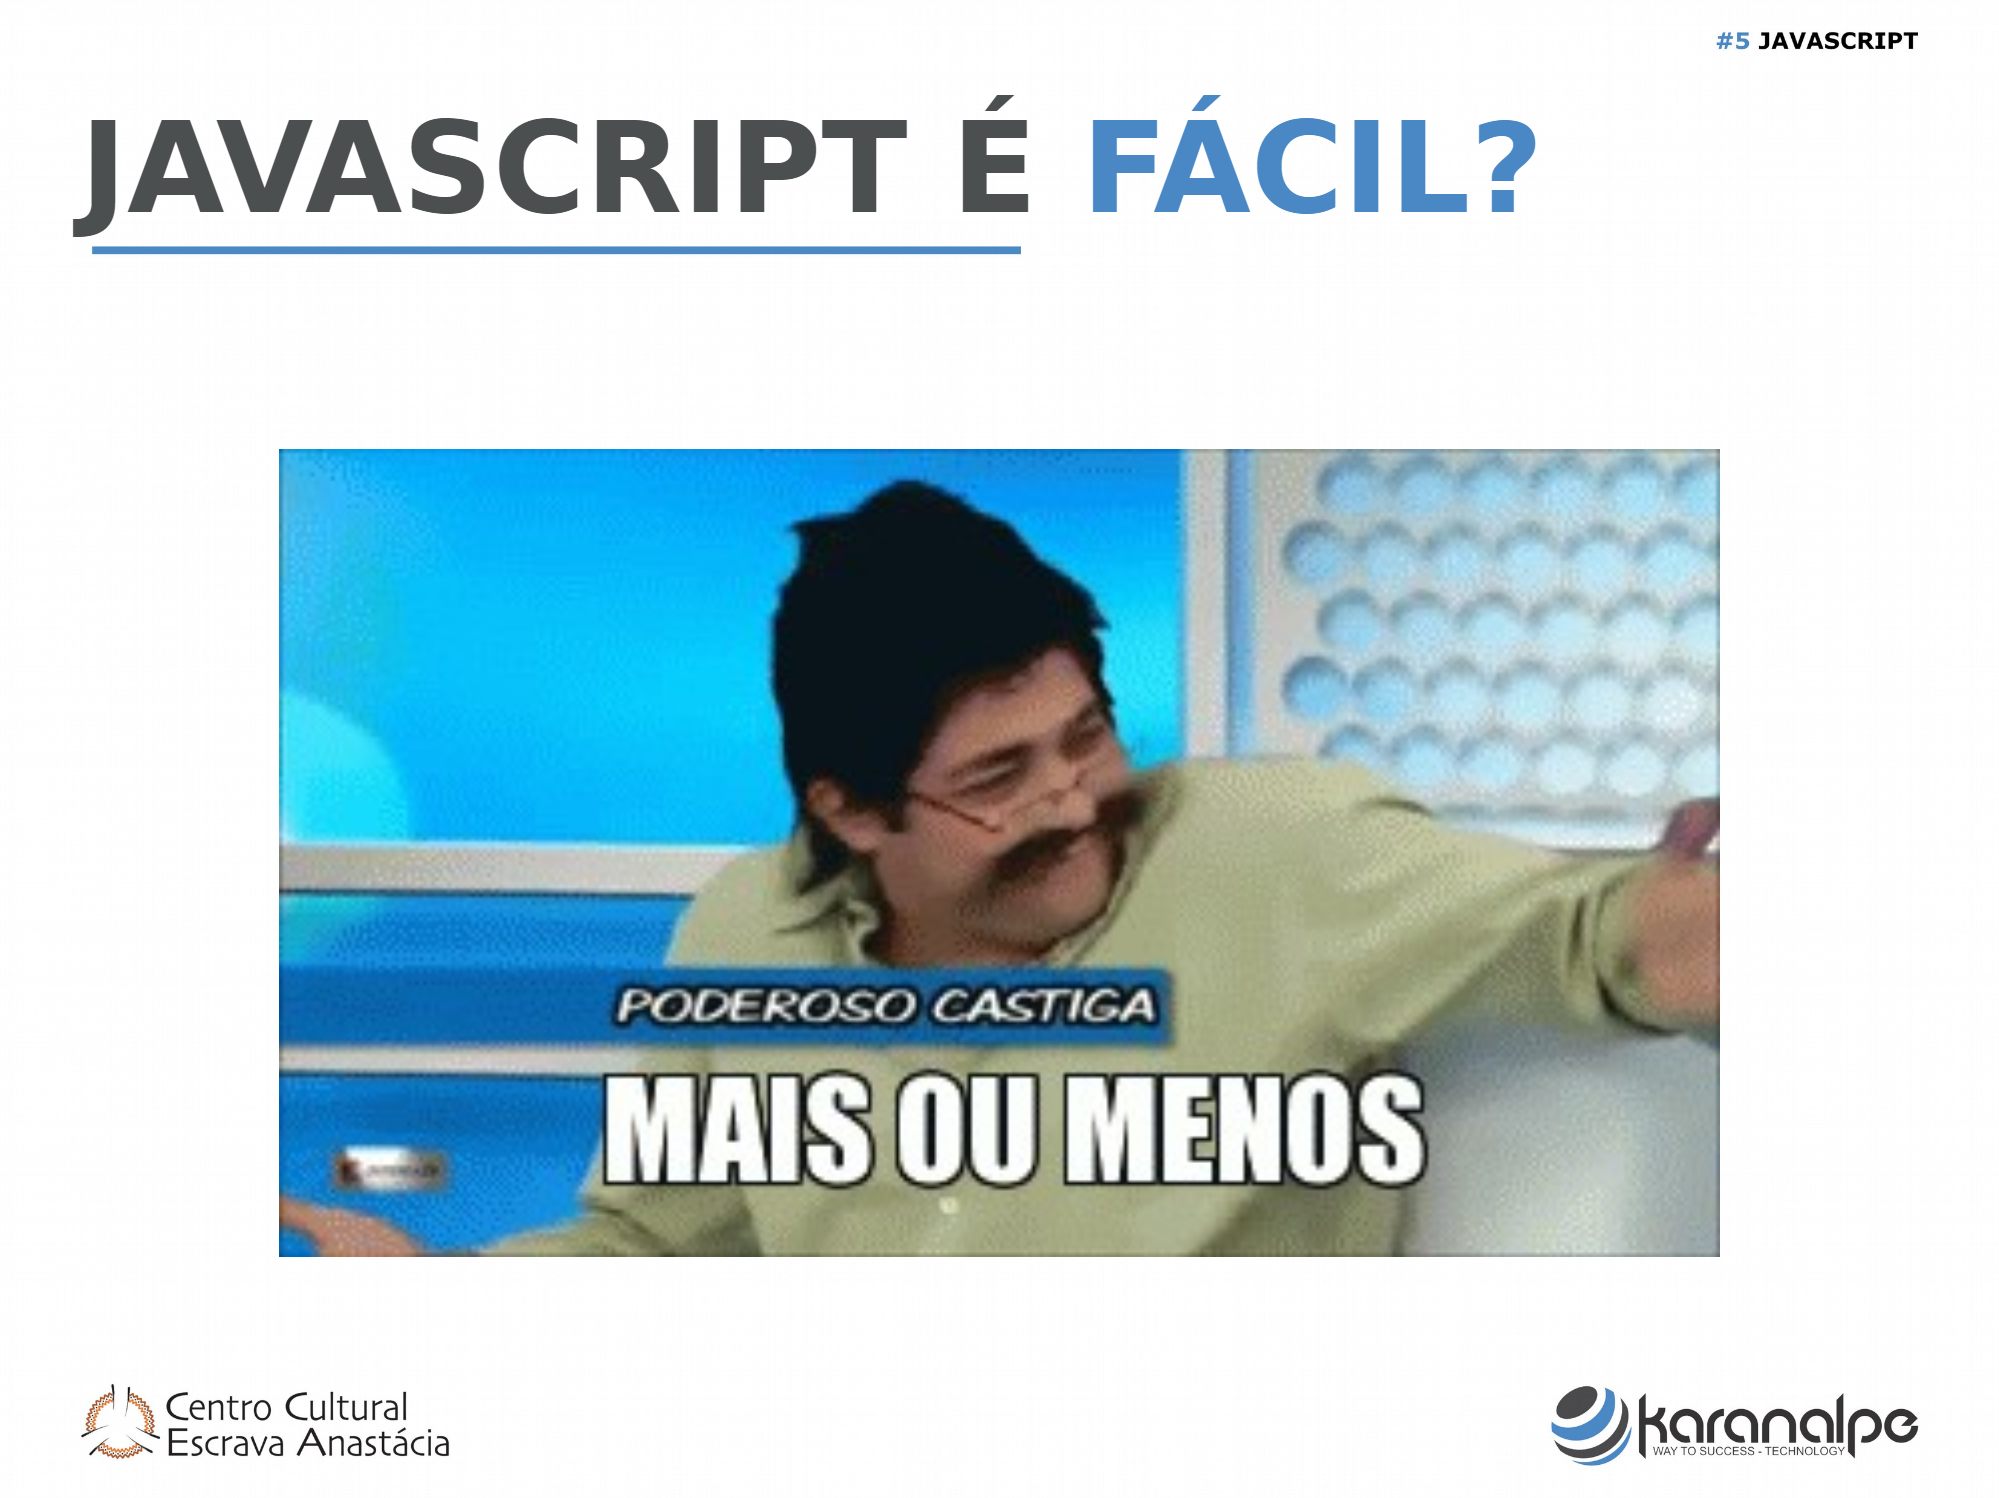 #5 JAVASCRIPT
JAVASCRIPT É FÁCIL?
PODEROSO CASTIGA
MAIS OU MENOS
Centro Cultural
Escrava Anastácia
karanalpe
WAY TO SUCCESS - TECHNOLOGY